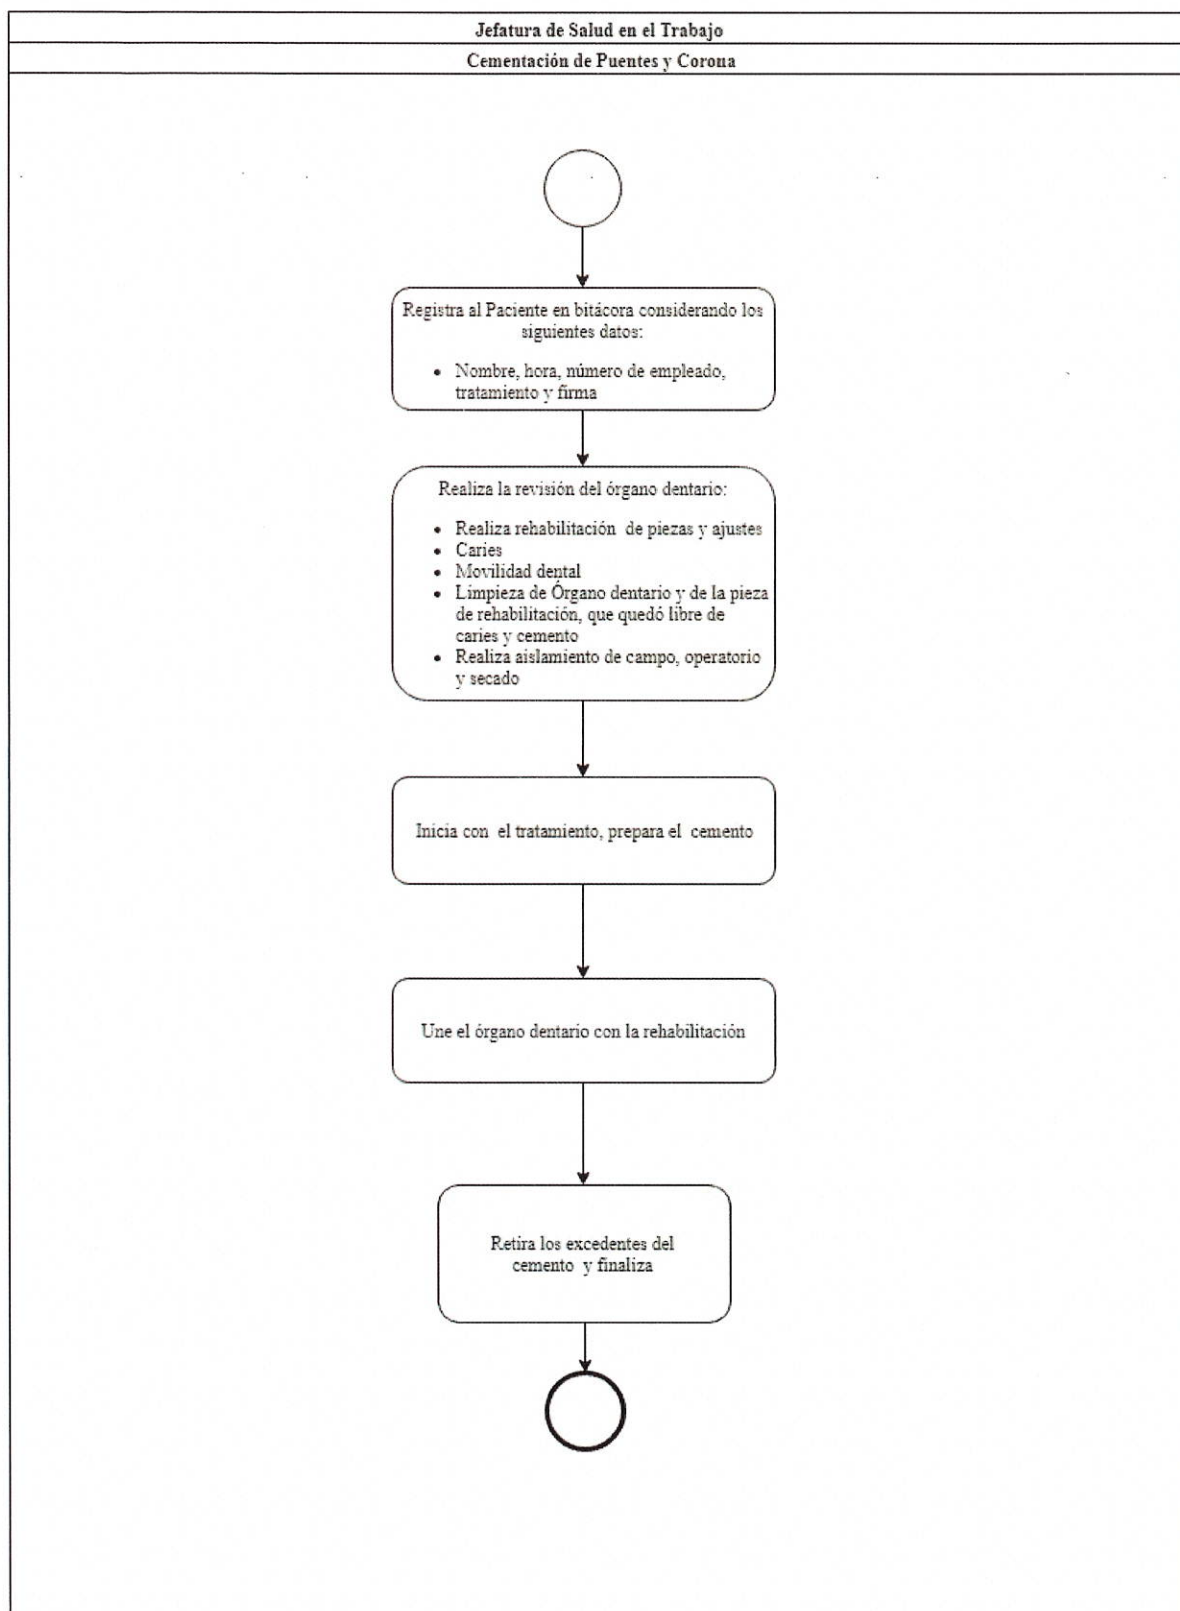 Jefatura de Salud en el Trabajo
Cementación de Puentes y Corona
Registra al Paciente en bitácora considerando los
siguientes datos:
• Nombre, hora, número de empleado,
tratamiento y firma
Realiza la revisión del órgano dentario:
• Realiza rehabilitación de piezas y ajustes
• Caries
• Movilidad dental
• Limpieza de Órgano dentario y de la pieza
de rehabilitación, que quedó libre de
caries y cemento
• Realiza aislamiento de campo, operatorio
y secado
Inicia con el tratamiento, prepara el cemento
Une el órgano dentario con la rehabilitación
Retira los excedentes del
cemento y finaliza